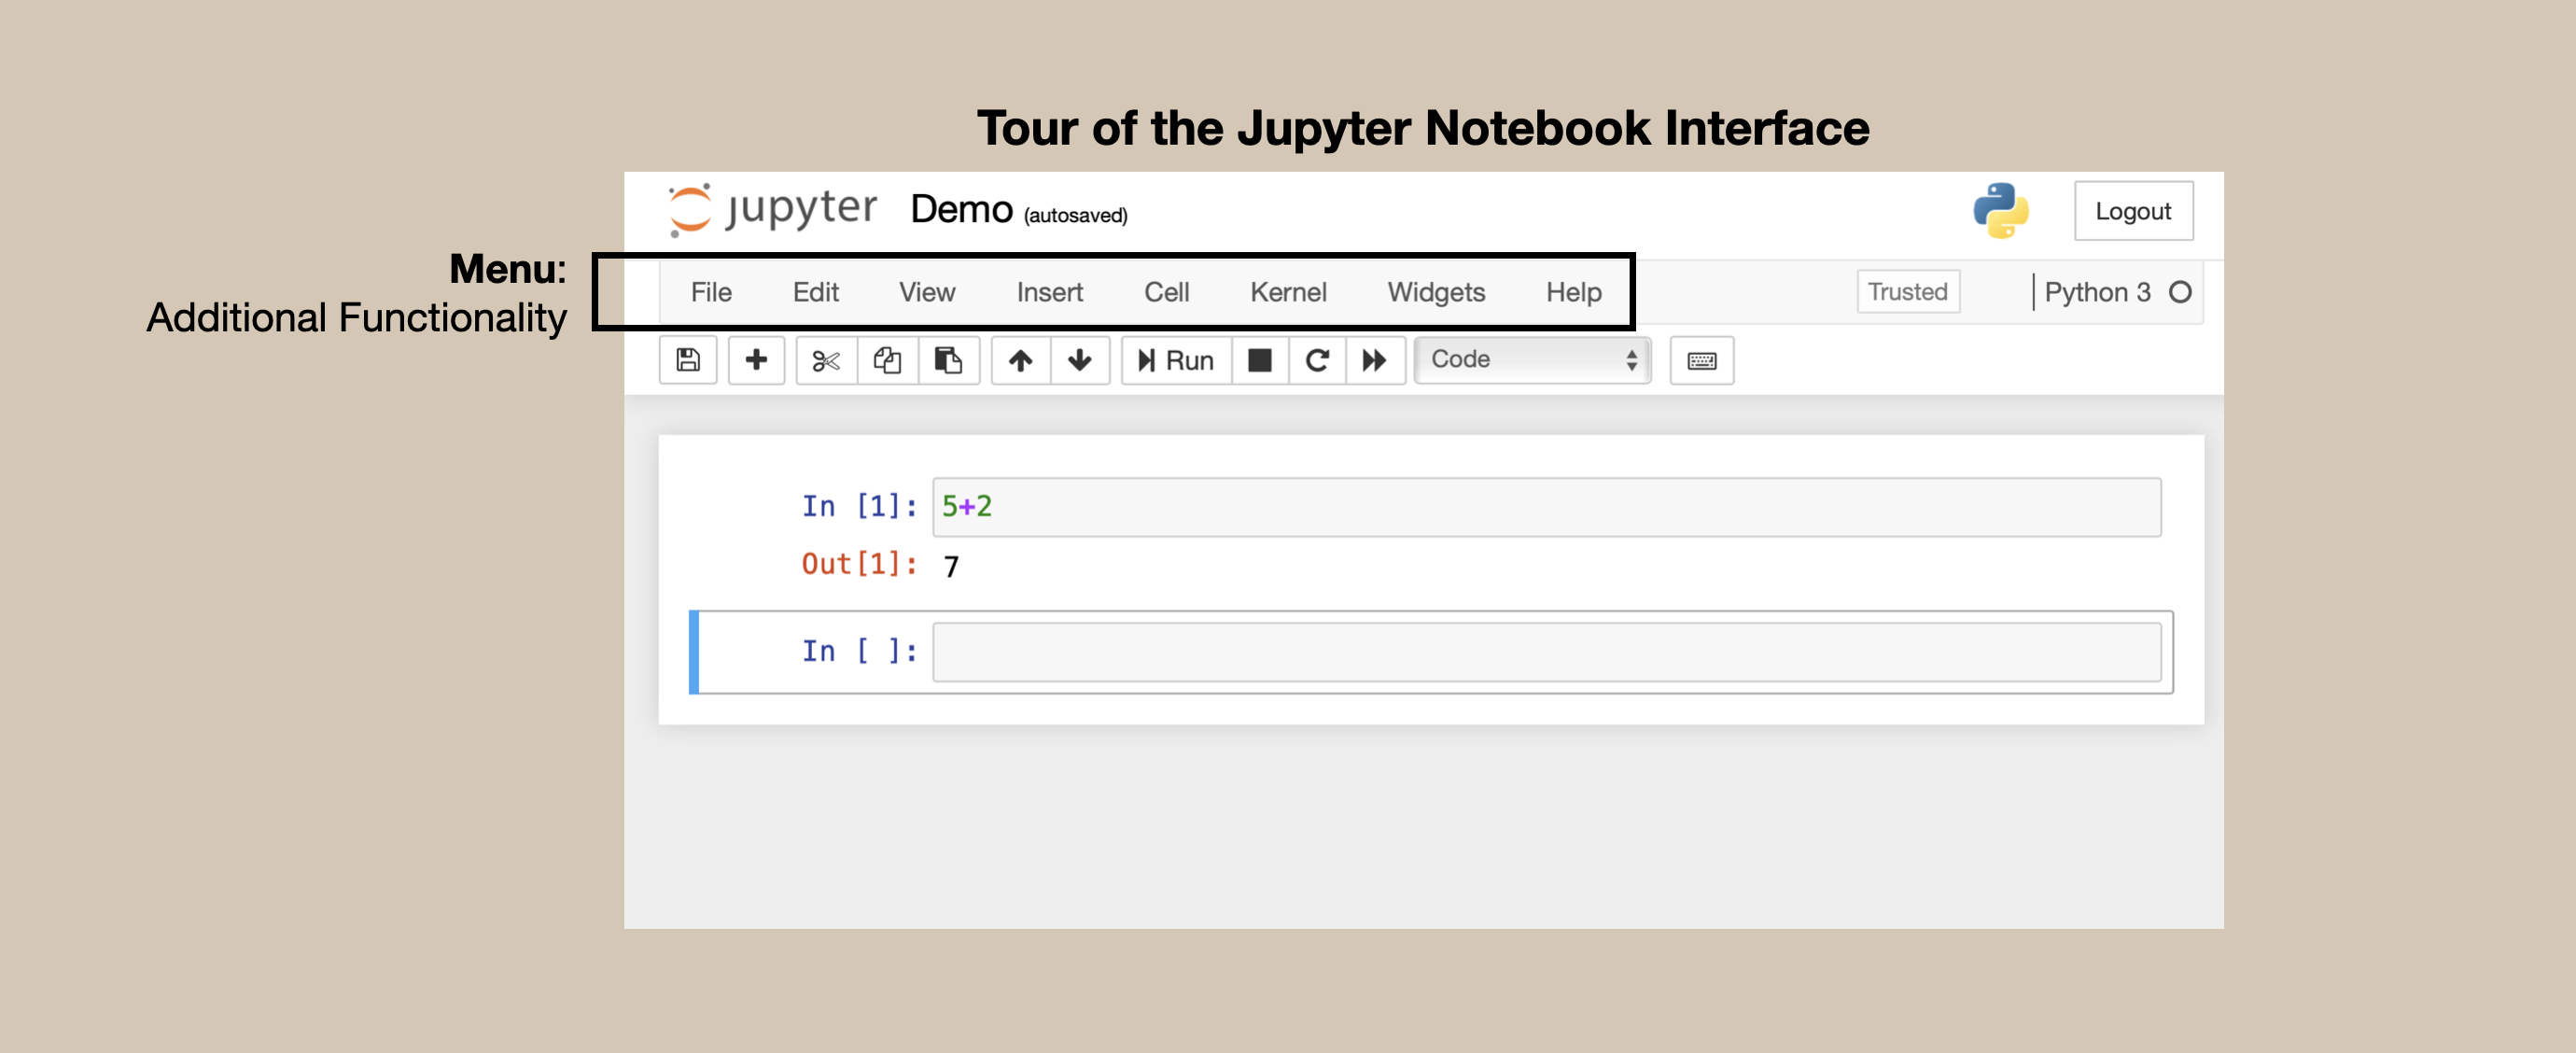 Tour of the Jupyter Notebook Interface
jupyter Demo (autosaved) Logout
Menu:
Additional Functionality
File Edit View Insert Cell Kernel Widgets Help Trusted Python 3
Run Code
In [1]: 5+2
Out[1]: 7
In [ ]: